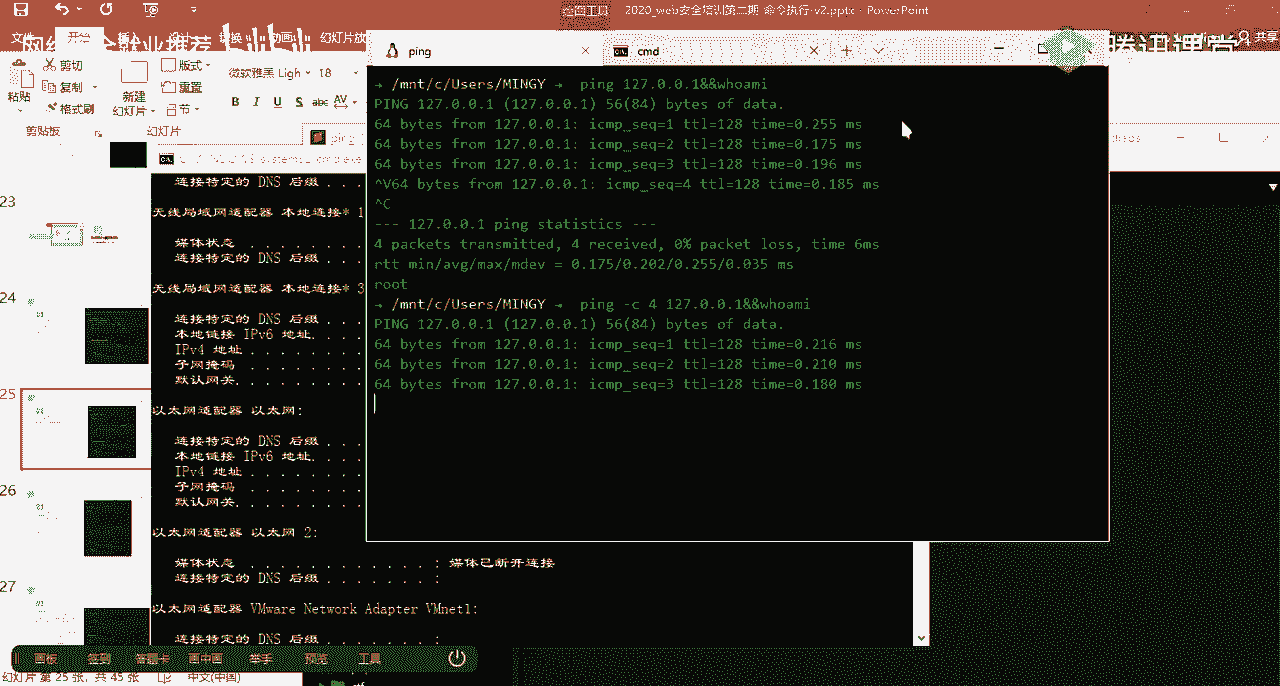 绘图工具
2020_web安全培训第二期 命令执行-v2.pptx - PowerPoint
文件
开始
插入
设计
切换
动画
幻灯片放
共享
腾讯课堂
剪切
复制
格式刷
粘贴
剪贴板
新建
幻灯片
版式
重置
节
幻灯片
微软雅黑 Ligh
18
B I U S abc AV
ping
cmd
→ /mnt/c/Users/MINGY → ping 127.0.0.1&&whoami
PING 127.0.0.1 (127.0.0.1) 56(84) bytes of data.
64 bytes from 127.0.0.1: icmp_seq=1 ttl=128 time=0.255 ms
64 bytes from 127.0.0.1: icmp_seq=2 ttl=128 time=0.175 ms
64 bytes from 127.0.0.1: icmp_seq=3 ttl=128 time=0.196 ms
^V64 bytes from 127.0.0.1: icmp_seq=4 ttl=128 time=0.185 ms
^C
--- 127.0.0.1 ping statistics ---
4 packets transmitted, 4 received, 0% packet loss, time 6ms
rtt min/avg/max/mdev = 0.175/0.202/0.255/0.035 ms
root
→ /mnt/c/Users/MINGY → ping -c 4 127.0.0.1&&whoami
PING 127.0.0.1 (127.0.0.1) 56(84) bytes of data.
64 bytes from 127.0.0.1: icmp_seq=1 ttl=128 time=0.216 ms
64 bytes from 127.0.0.1: icmp_seq=2 ttl=128 time=0.210 ms
64 bytes from 127.0.0.1: icmp_seq=3 ttl=128 time=0.180 ms
23
24
25
26
27
连接特定的 DNS 后缀 . . . .
无线局域网适配器 本地连接* 1
媒体状态 . . . . . . . . .
连接特定的 DNS 后缀 . . . .
无线局域网适配器 本地连接* 3
连接特定的 DNS 后缀 . . . .
本地链接 IPv6 地址. . . . .
IPv4 地址 . . . . . . . . .
子网掩码 . . . . . . . . .
默认网关. . . . . . . . . .
以太网适配器 以太网:
连接特定的 DNS 后缀 . . . .
本地链接 IPv6 地址. . . . .
IPv4 地址 . . . . . . . . .
子网掩码 . . . . . . . . .
默认网关. . . . . . . . . .
以太网适配器 以太网 2:
媒体状态 . . . . . . . . . . . . : 媒体已断开连接
连接特定的 DNS 后缀 . . . . . . . :
以太网适配器 VMware Network Adapter VMnet1:
连接特定的 DNS 后缀 . . . . . . . :
画板
签到
答题卡
画中画
举手
预览
工具
幻灯片 第 25 张，共 45 张
中文(中国)